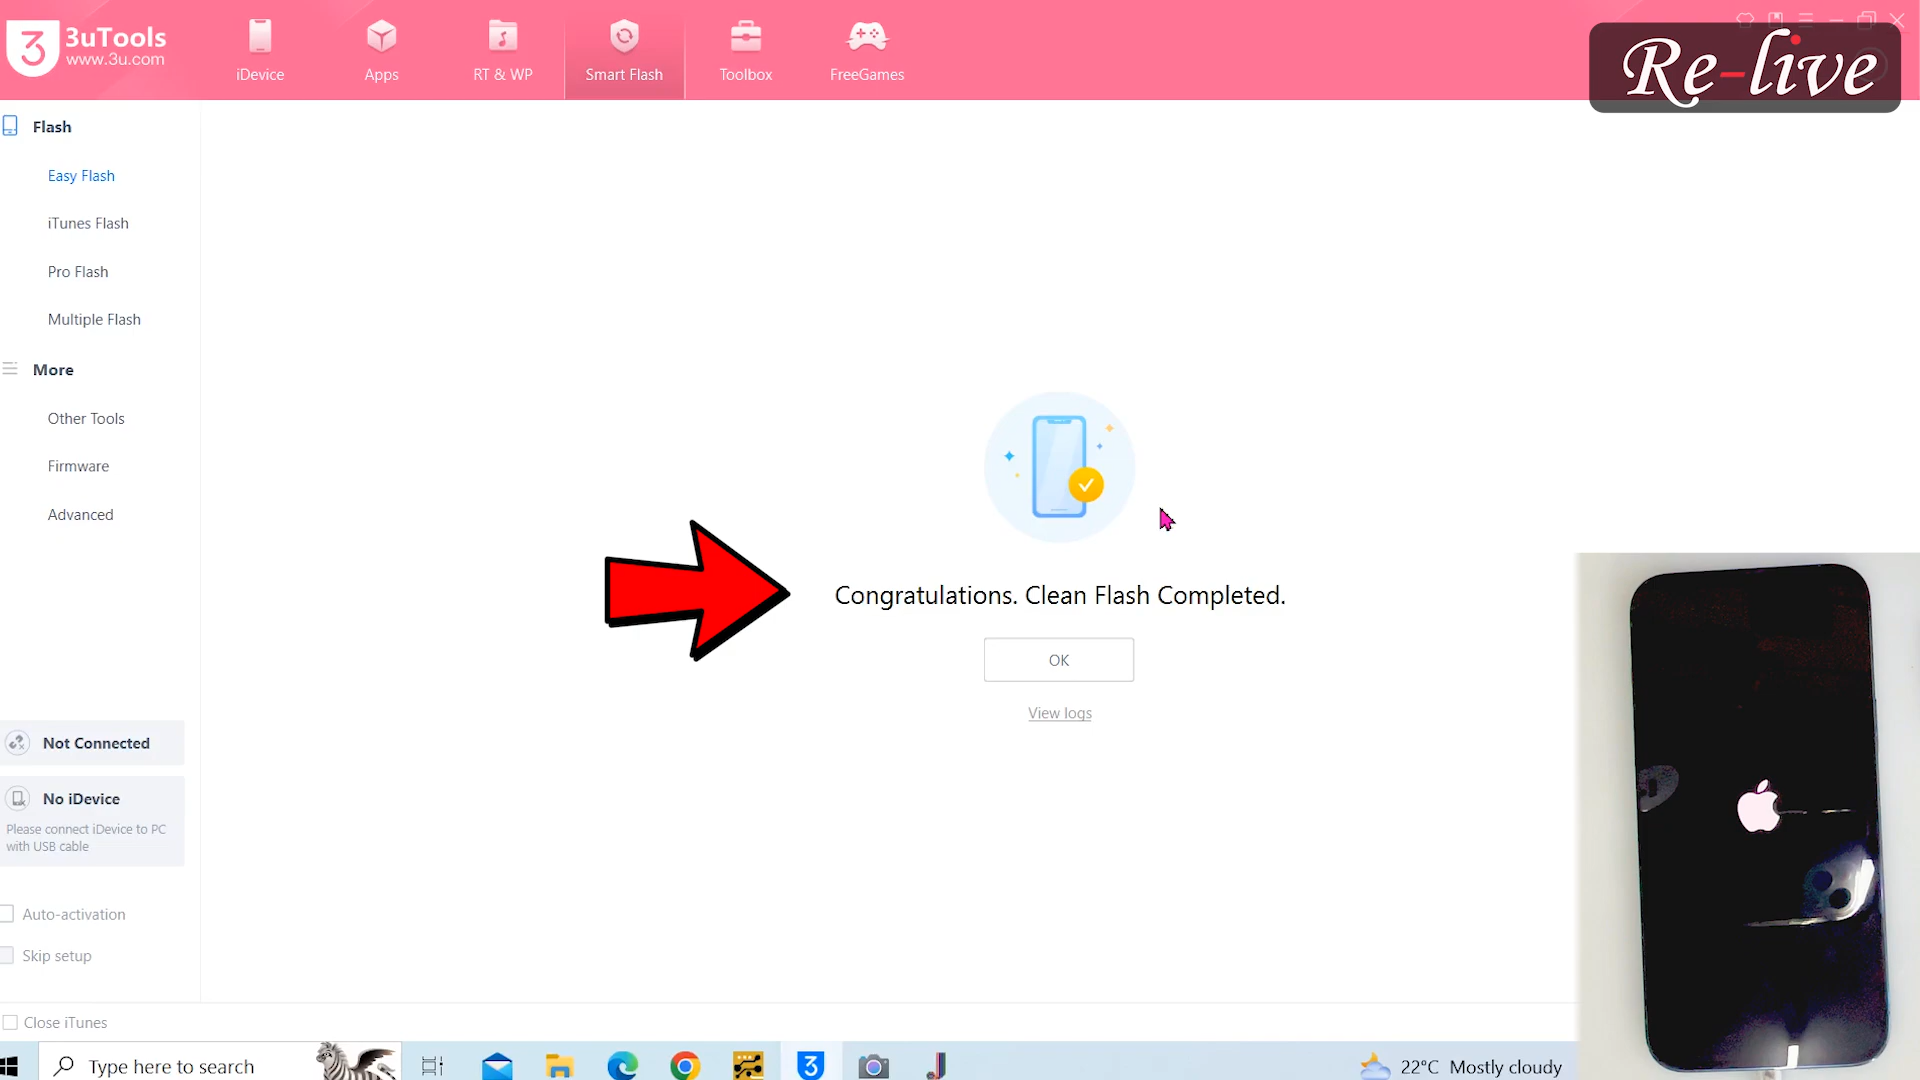 3 3uTools
www.3u.com
iDevice
Apps
RT & WP
Smart Flash
Toolbox
FreeGames
Re-live
Flash
Easy Flash
iTunes Flash
Pro Flash
Multiple Flash
More
Other Tools
Firmware
Advanced
Congratulations. Clean Flash Completed.
OK
View logs
Not Connected
No iDevice
Please connect iDevice to PC
with USB cable
Auto-activation
Skip setup
Close iTunes
Type here to search
3
22°C Mostly cloudy